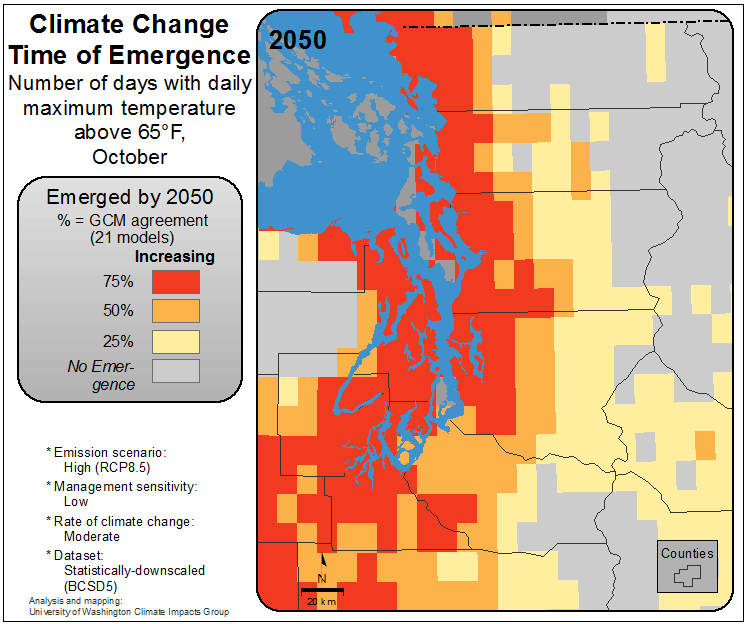 Climate Change
Time of Emergence
Number of days with daily
maximum temperature
above 65°F,
October
Emerged by 2050
% = GCM agreement
(21 models)
Increasing
75%
50%
25%
No Emer-
gence
* Emission scenario:
High (RCP8.5)
* Management sensitivity:
Low
* Rate of climate change:
Moderate
* Dataset:
Statistically-downscaled
(BCSD5)
Analysis and mapping:
University of Washington Climate Impacts Group
2050
N
20 km
Counties